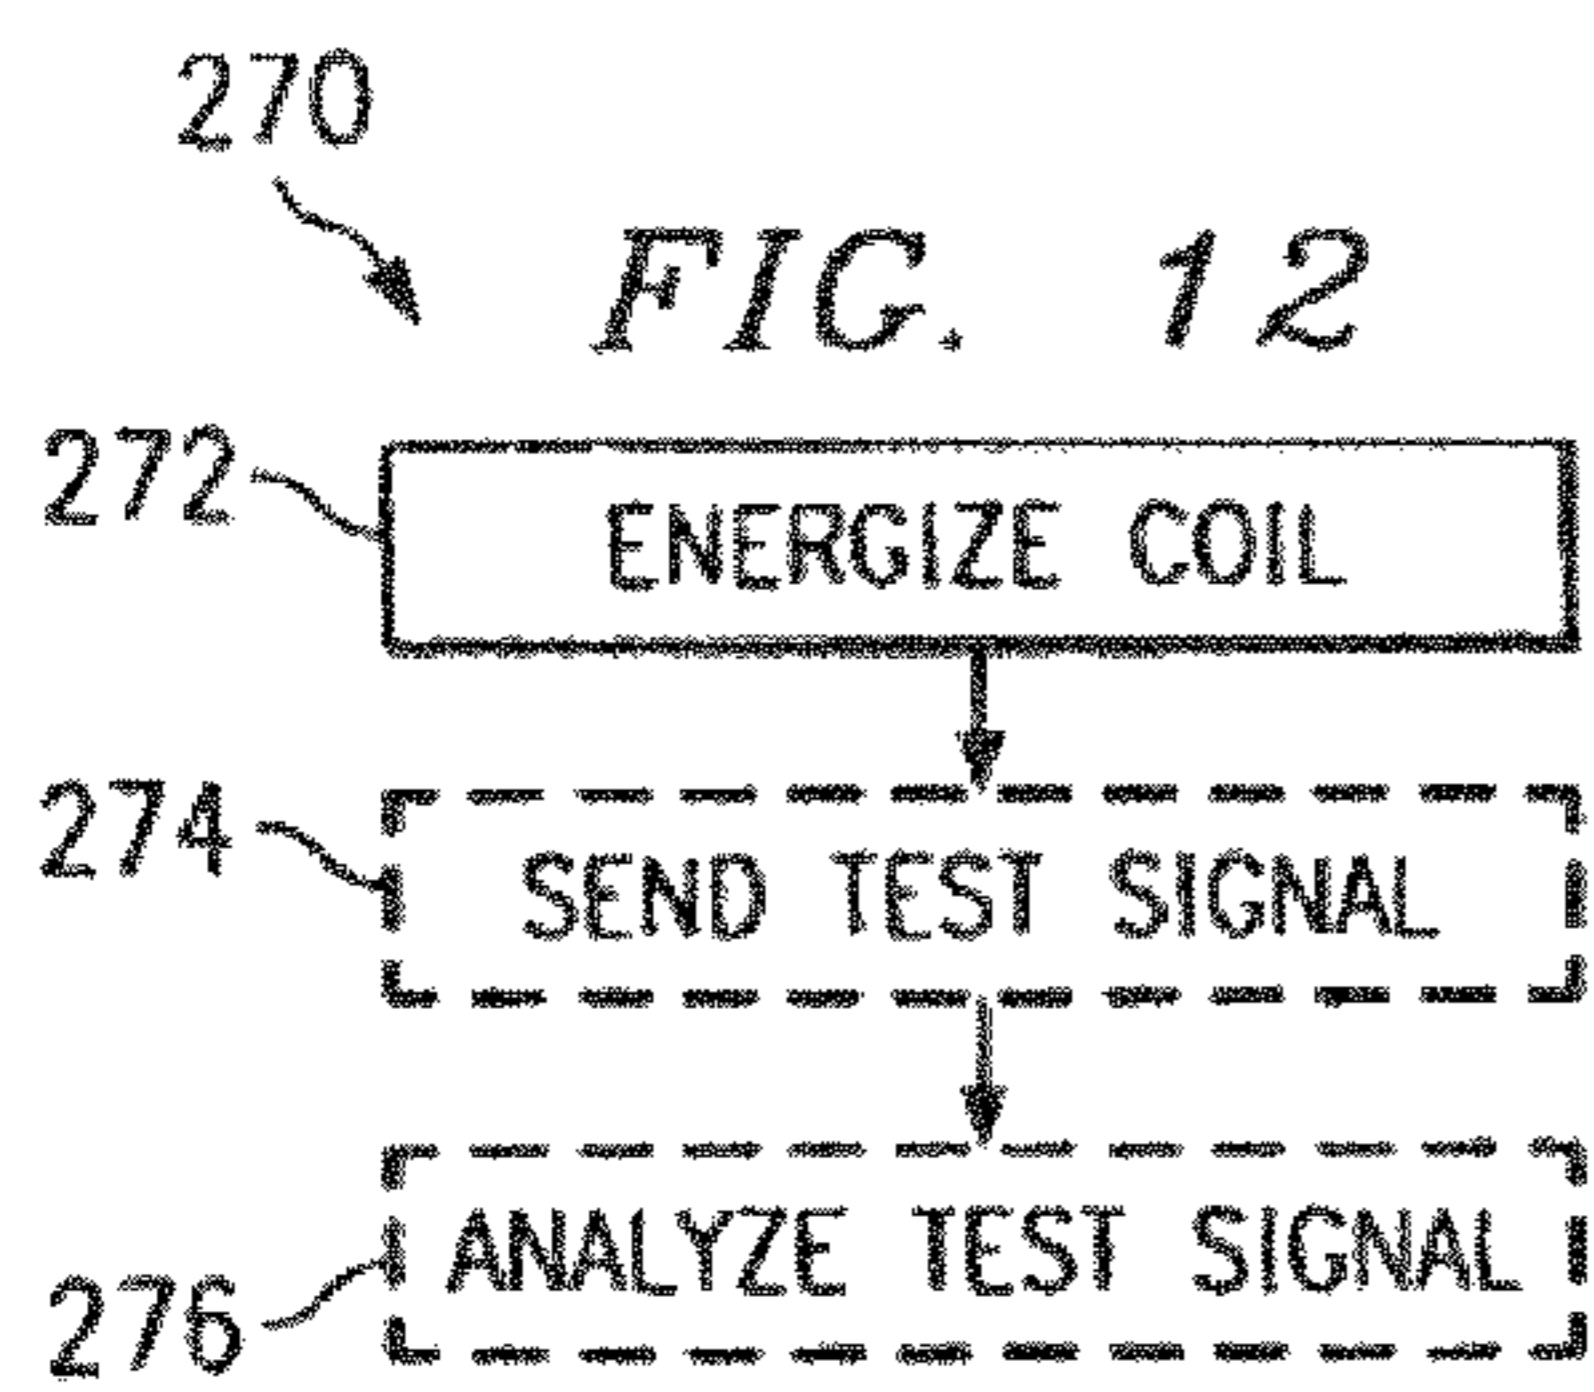 270
FIG. 12
272
ENERGIZE COIL
274
SEND TEST SIGNAL
276
ANALYZE TEST SIGNAL